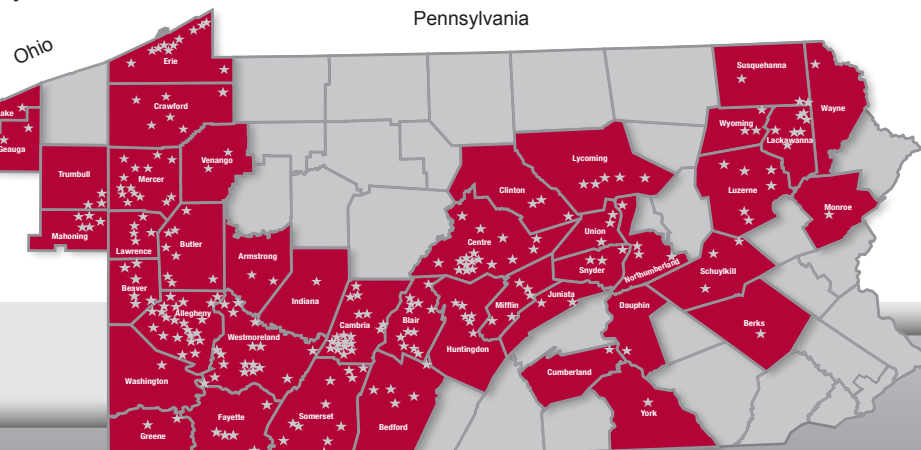 Pennsylvania
Ohio
Erie
Susquehanna
Crawford
Wayne
Wyoming
Lackawanna
Geauga
Lycoming
Venango
Trumbull
Mercer
Clinton
Luzerne
Monroe
Mahoning
Lawrence
Butler
Centre
Union
Armstrong
Snyder
Northumberland
Schuylkill
Beaver
Indiana
Mifflin
Juniata
Allegheny
Dauphin
Cambria
Blair
Berks
Westmoreland
Huntingdon
Cumberland
Washington
York
Fayette
Somerset
Bedford
Greene